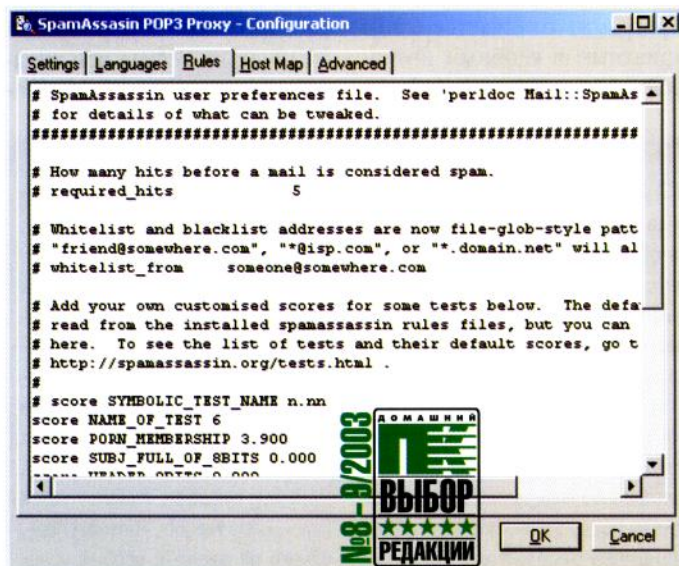 SpamAssasin POP3 Proxy - Configuration
Settings Languages Rules Host Map Advanced
# SpamAssassin user preferences file. See 'perldoc Mail::SpamAs
# for details of what can be tweaked.
################################################################
# How many hits before a mail is considered spam.
# required_hits 5
# Whitelist and blacklist addresses are now file-glob-style patt
# "friend@somewhere.com", "*@isp.com", or "*.domain.net" will al
# whitelist_from someone@somewhere.com
# Add your own customised scores for some tests below. The defa
# read from the installed spamassassin rules files, but you can
# here. To see the list of tests and their default scores, go t
# http://spamassassin.org/tests.html .
#
# score SYMBOLIC_TEST_NAME n.nn
score NAME_OF_TEST 6
score PORN_MEMBERSHIP 3.900
score SUBJ_FULL_OF_8BITS 0.000
№8-9/2003
ДОМАШНИЙ
ПК
ВЫБОР
РЕДАКЦИИ
OK Cancel